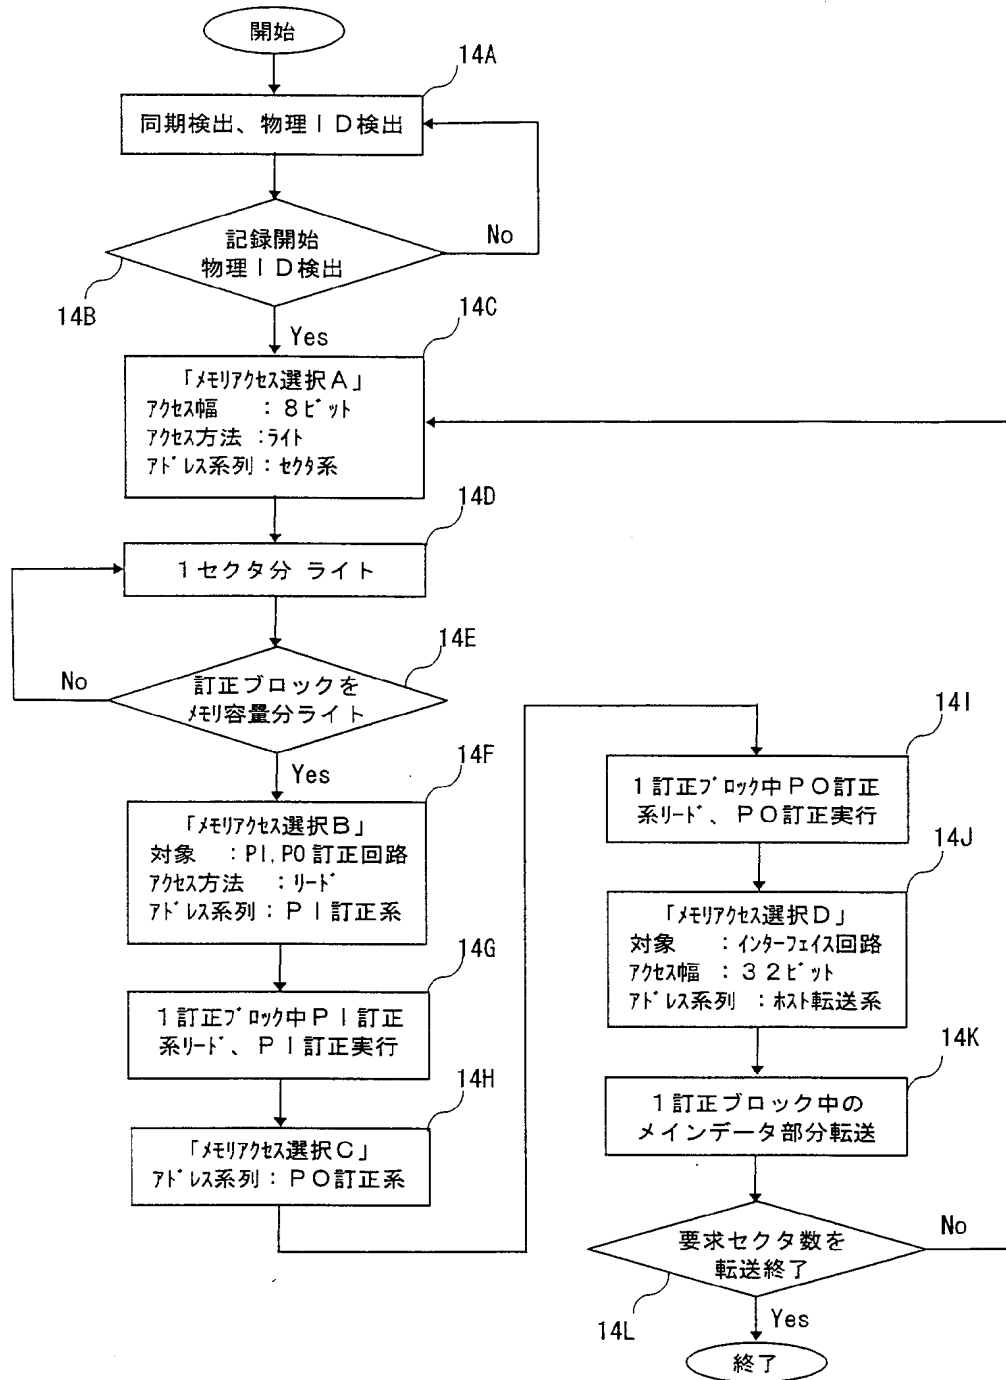 開始
14A
同期検出、物理ID検出
記録開始
物理ID検出
No
14B
Yes
14C
「ﾒﾓﾘｱｸｾｽ選択A」
ｱｸｾｽ幅 :8ﾋﾞｯﾄ
ｱｸｾｽ方法 :ﾗｲﾄ
ｱﾄﾞﾚｽ系列:ｾｸﾀ系
14D
1セクタ分 ライト
14E
訂正ブロックを
ﾒﾓﾘ容量分ライト
No
Yes
14F
「ﾒﾓﾘｱｸｾｽ選択B」
対象 :PI,PO訂正回路
ｱｸｾｽ方法 :ﾘｰﾄﾞ
ｱﾄﾞﾚｽ系列:PI訂正系
14G
1訂正ﾌﾞﾛｯｸ中PI訂正
系ﾘｰﾄﾞ、PI訂正実行
14H
「ﾒﾓﾘｱｸｾｽ選択C」
ｱﾄﾞﾚｽ系列:PO訂正系
14I
1訂正ﾌﾞﾛｯｸ中PO訂正
系ﾘｰﾄﾞ、PO訂正実行
14J
「ﾒﾓﾘｱｸｾｽ選択D」
対象 :ｲﾝﾀｰﾌｪｲｽ回路
ｱｸｾｽ幅 :32ﾋﾞｯﾄ
ｱﾄﾞﾚｽ系列 :ﾎｽﾄ転送系
14K
1訂正ブロック中の
メインデータ部分転送
要求セクタ数を
転送終了
No
14L
Yes
終了